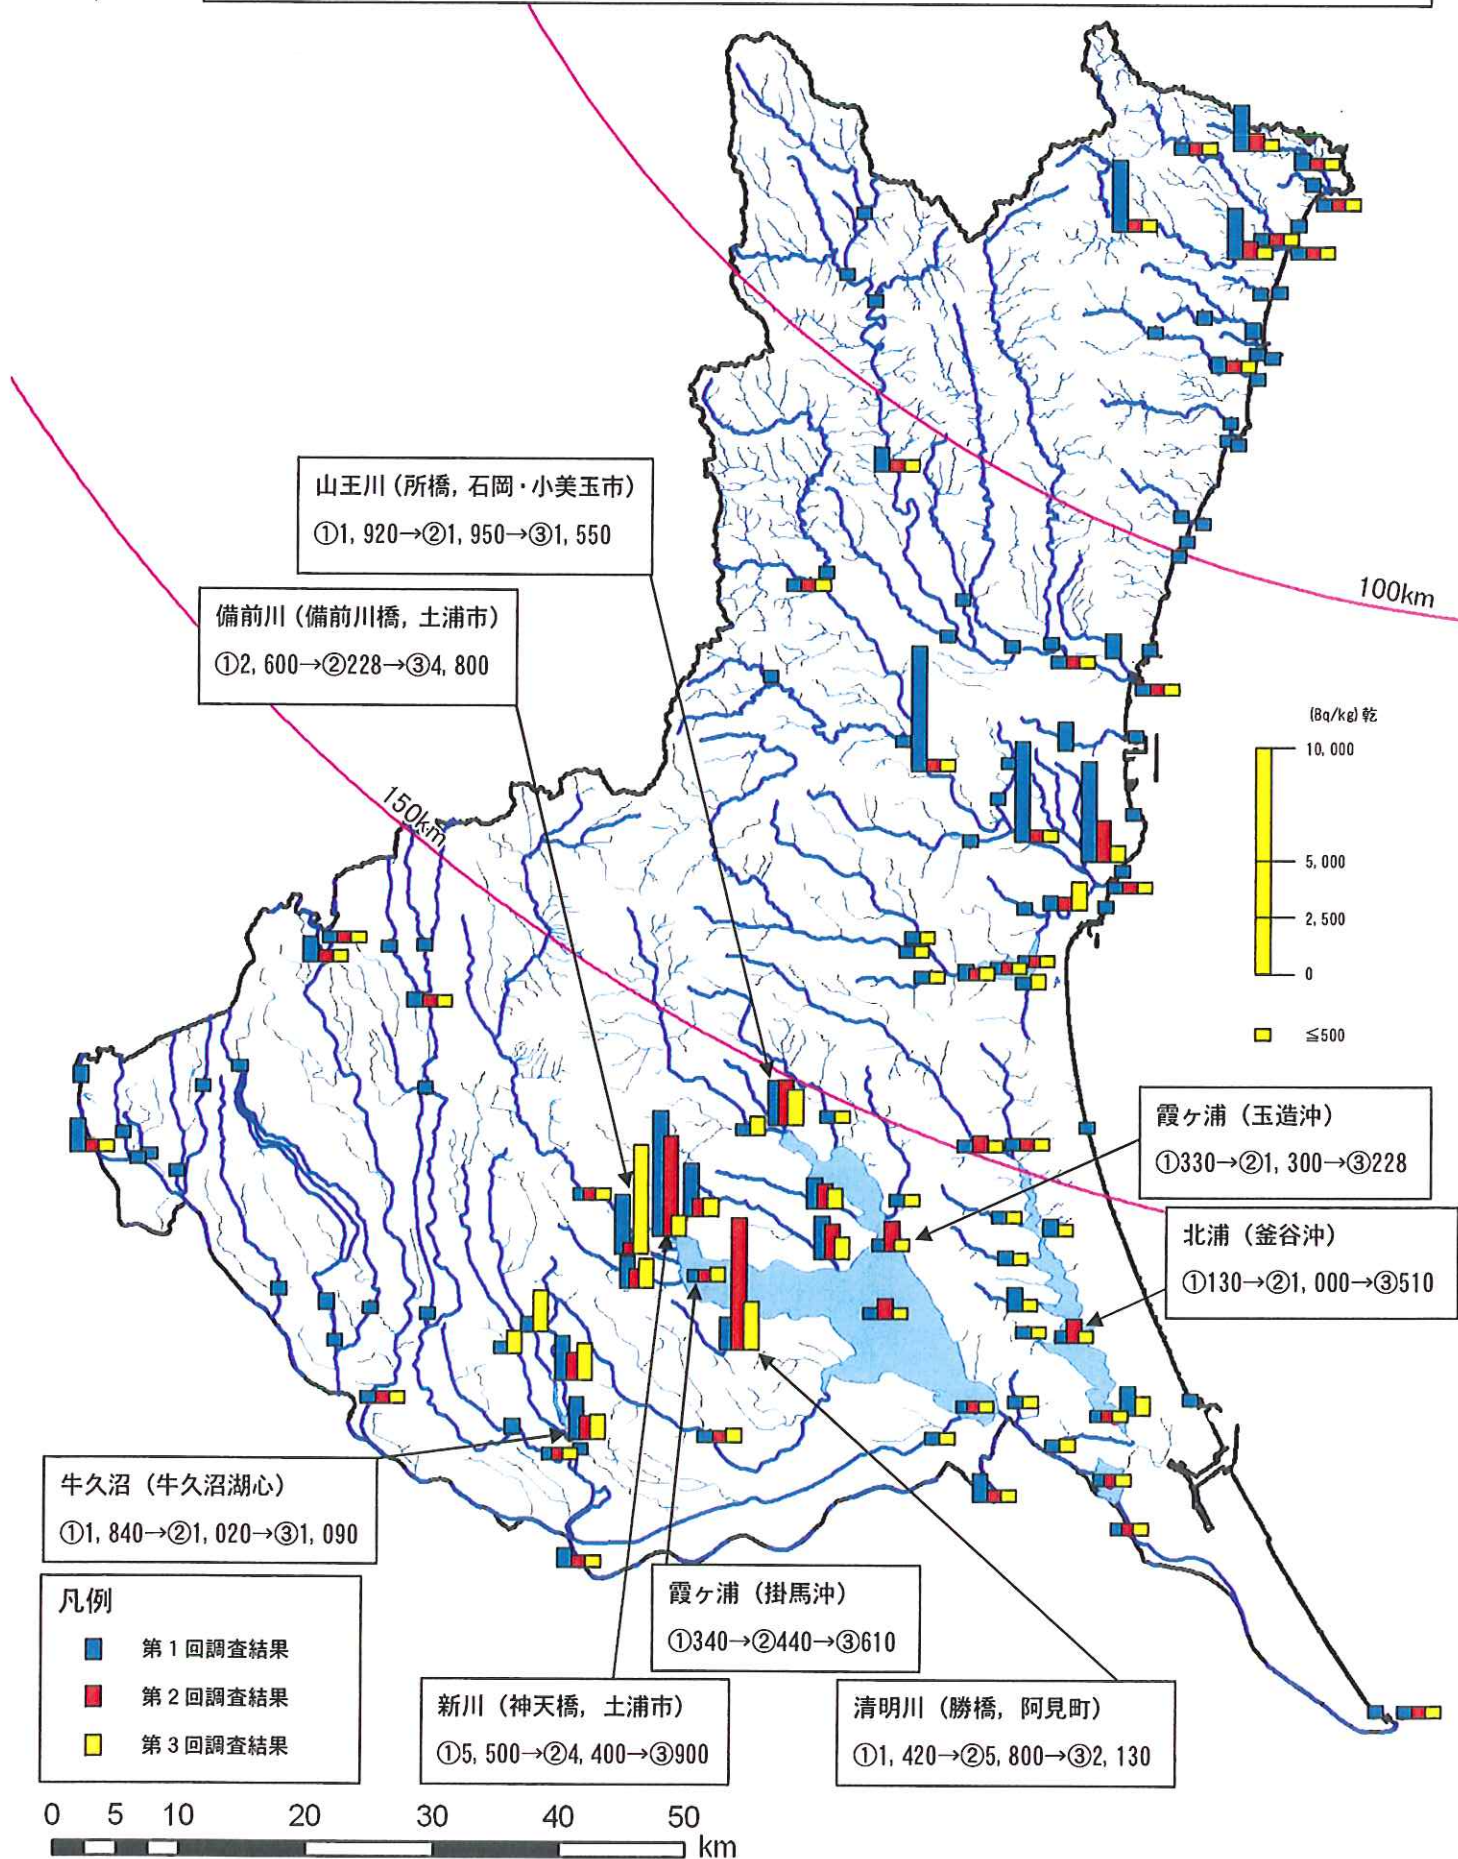 山王川（所橋，石岡・小美玉市）
①1,920→②1,950→③1,550
備前川（備前川橋，土浦市）
①2,600→②228→③4,800
100km
150km
(Bq/kg)乾
10,000
5,000
2,500
0
≦500
霞ヶ浦（玉造沖）
①330→②1,300→③228
北浦（釜谷沖）
①130→②1,000→③510
牛久沼（牛久沼湖心）
①1,840→②1,020→③1,090
霞ヶ浦（掛馬沖）
①340→②440→③610
新川（神天橋，土浦市）
①5,500→②4,400→③900
清明川（勝橋，阿見町）
①1,420→②5,800→③2,130
凡例
第１回調査結果
第２回調査結果
第３回調査結果
0 5 10 20 30 40 50
km